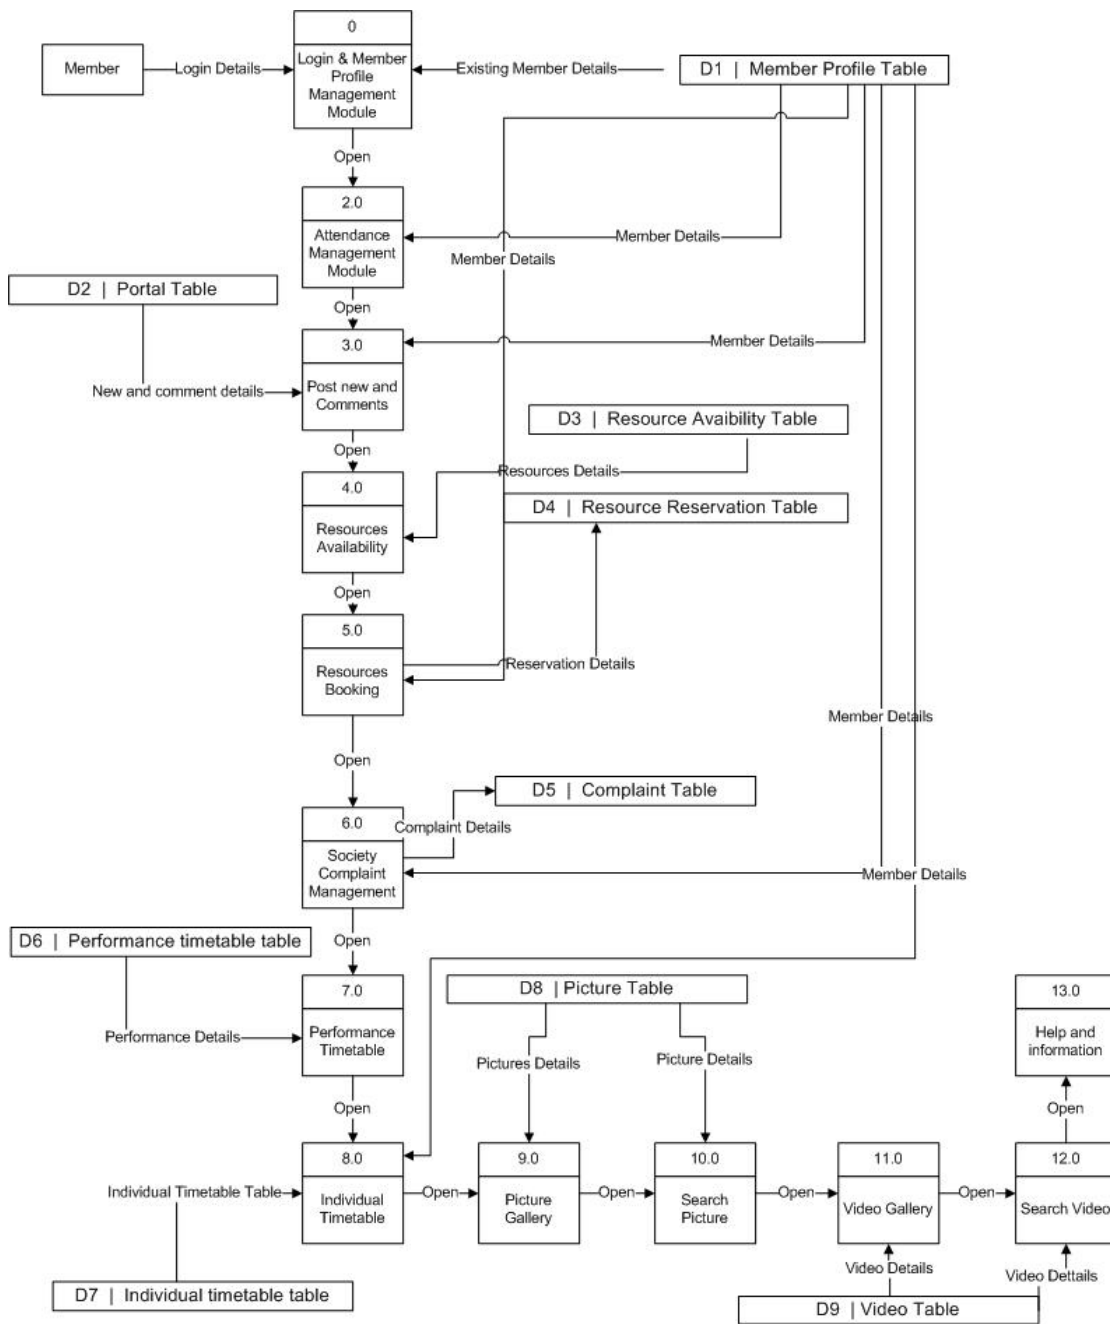 0
Login & Member
Profile
Management
Module
Member
Login Details
Existing Member Details
D1 | Member Profile Table
Open
2.0
Attendance
Management
Module
Member Details
Member Details
D2 | Portal Table
Open
3.0
Post new and
Comments
Member Details
New and comment details
D3 | Resource Avaibility Table
Open
Resources Details
4.0
Resources
Availability
D4 | Resource Reservation Table
Open
5.0
Resources
Booking
Reservation Details
Member Details
Open
D5 | Complaint Table
6.0
Society
Complaint
Management
Complaint Details
Member Details
D6 | Performance timetable table
Open
7.0
Performance
Timetable
Performance Details
D8 | Picture Table
Pictures Details
Picture Details
13.0
Help and
information
Open
Open
8.0
Individual
Timetable
Individual Timetable Table
Open
9.0
Picture
Gallery
Open
10.0
Search
Picture
Open
11.0
Video Gallery
Open
12.0
Search Video
Video Details
Video Dettails
D7 | Individual timetable table
D9 | Video Table